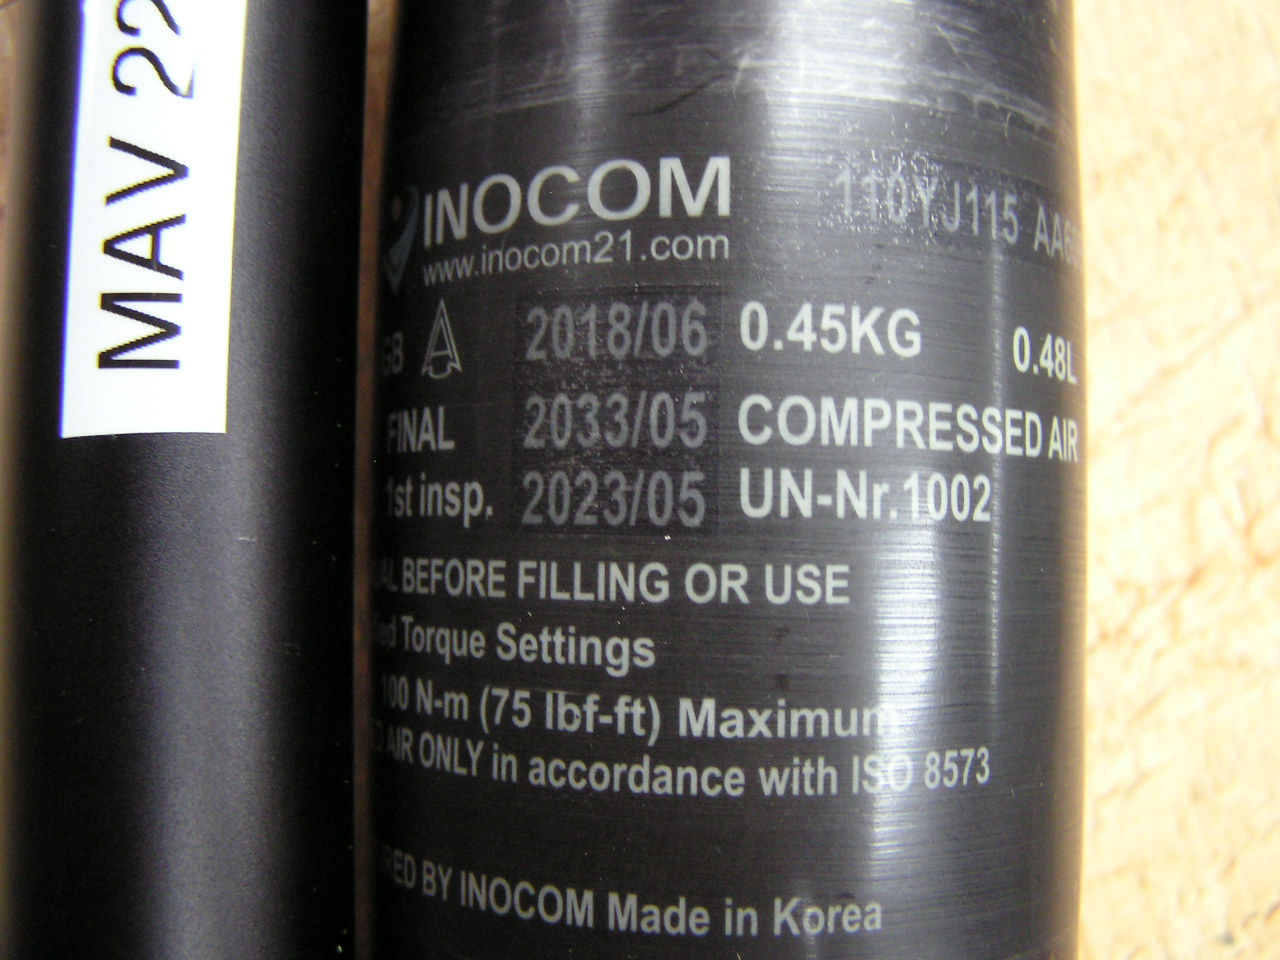 MAV 22
INOCOM
www.inocom21.com
110YJ115
2018/06 0.45KG 0.48L
FINAL 2033/05 COMPRESSED AIR
1st insp. 2023/05 UN-Nr.1002
BEFORE FILLING OR USE
Torque Settings
100 N-m (75 lbf-ft) Maximum
AIR ONLY in accordance with ISO 8573
BY INOCOM Made in Korea